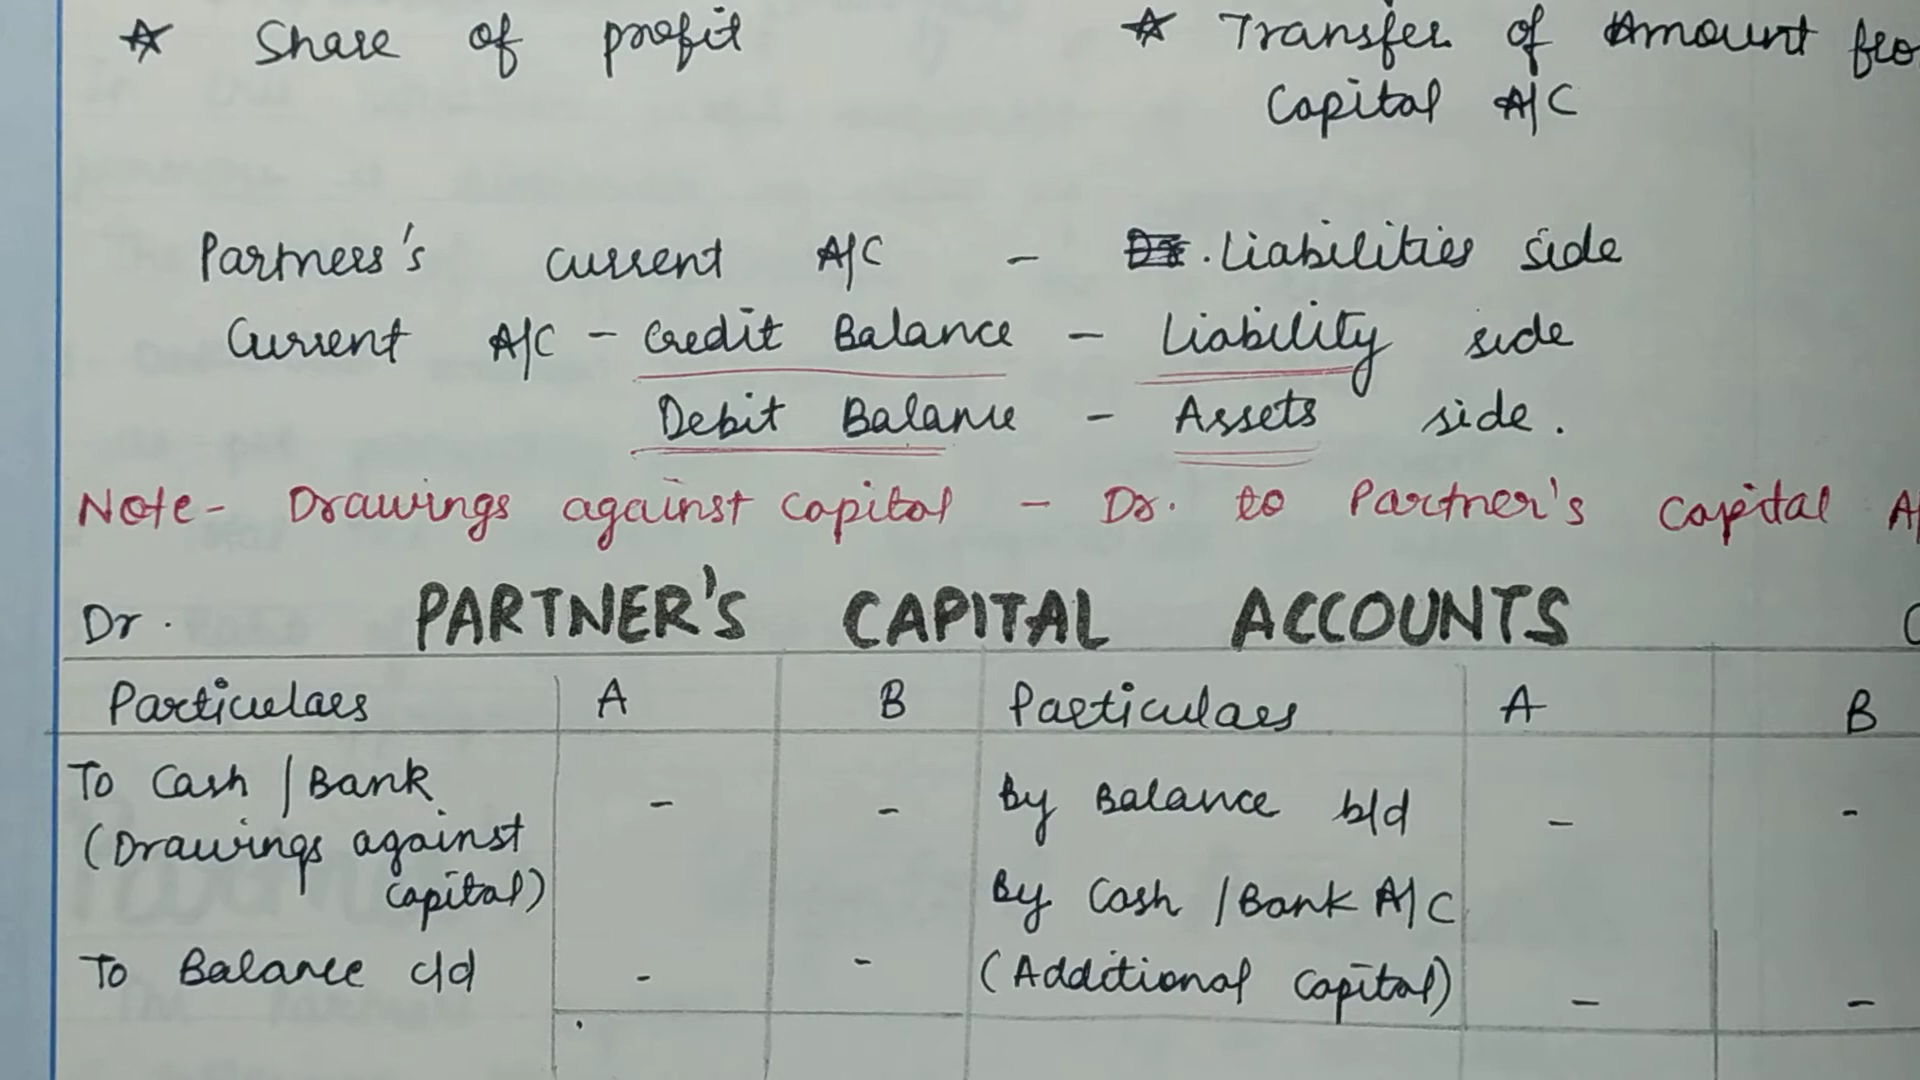 ☆ Share of profit
☆ Transfer of Amount
Capital A/C
Partners's current A/C - Liabilities side
Current A/C - Credit Balance - Liability side
Debit Balance - Assets side.
Note- Drawings against capital - Dr. to Partner's capital
Dr. PARTNER'S CAPITAL ACCOUNTS
Particulars A B Particulars A B
To Cash / Bank - - By Balance b/d - -
(Drawings against
capital) By Cash / Bank A/C
To Balance c/d - - (Additional capital) - -